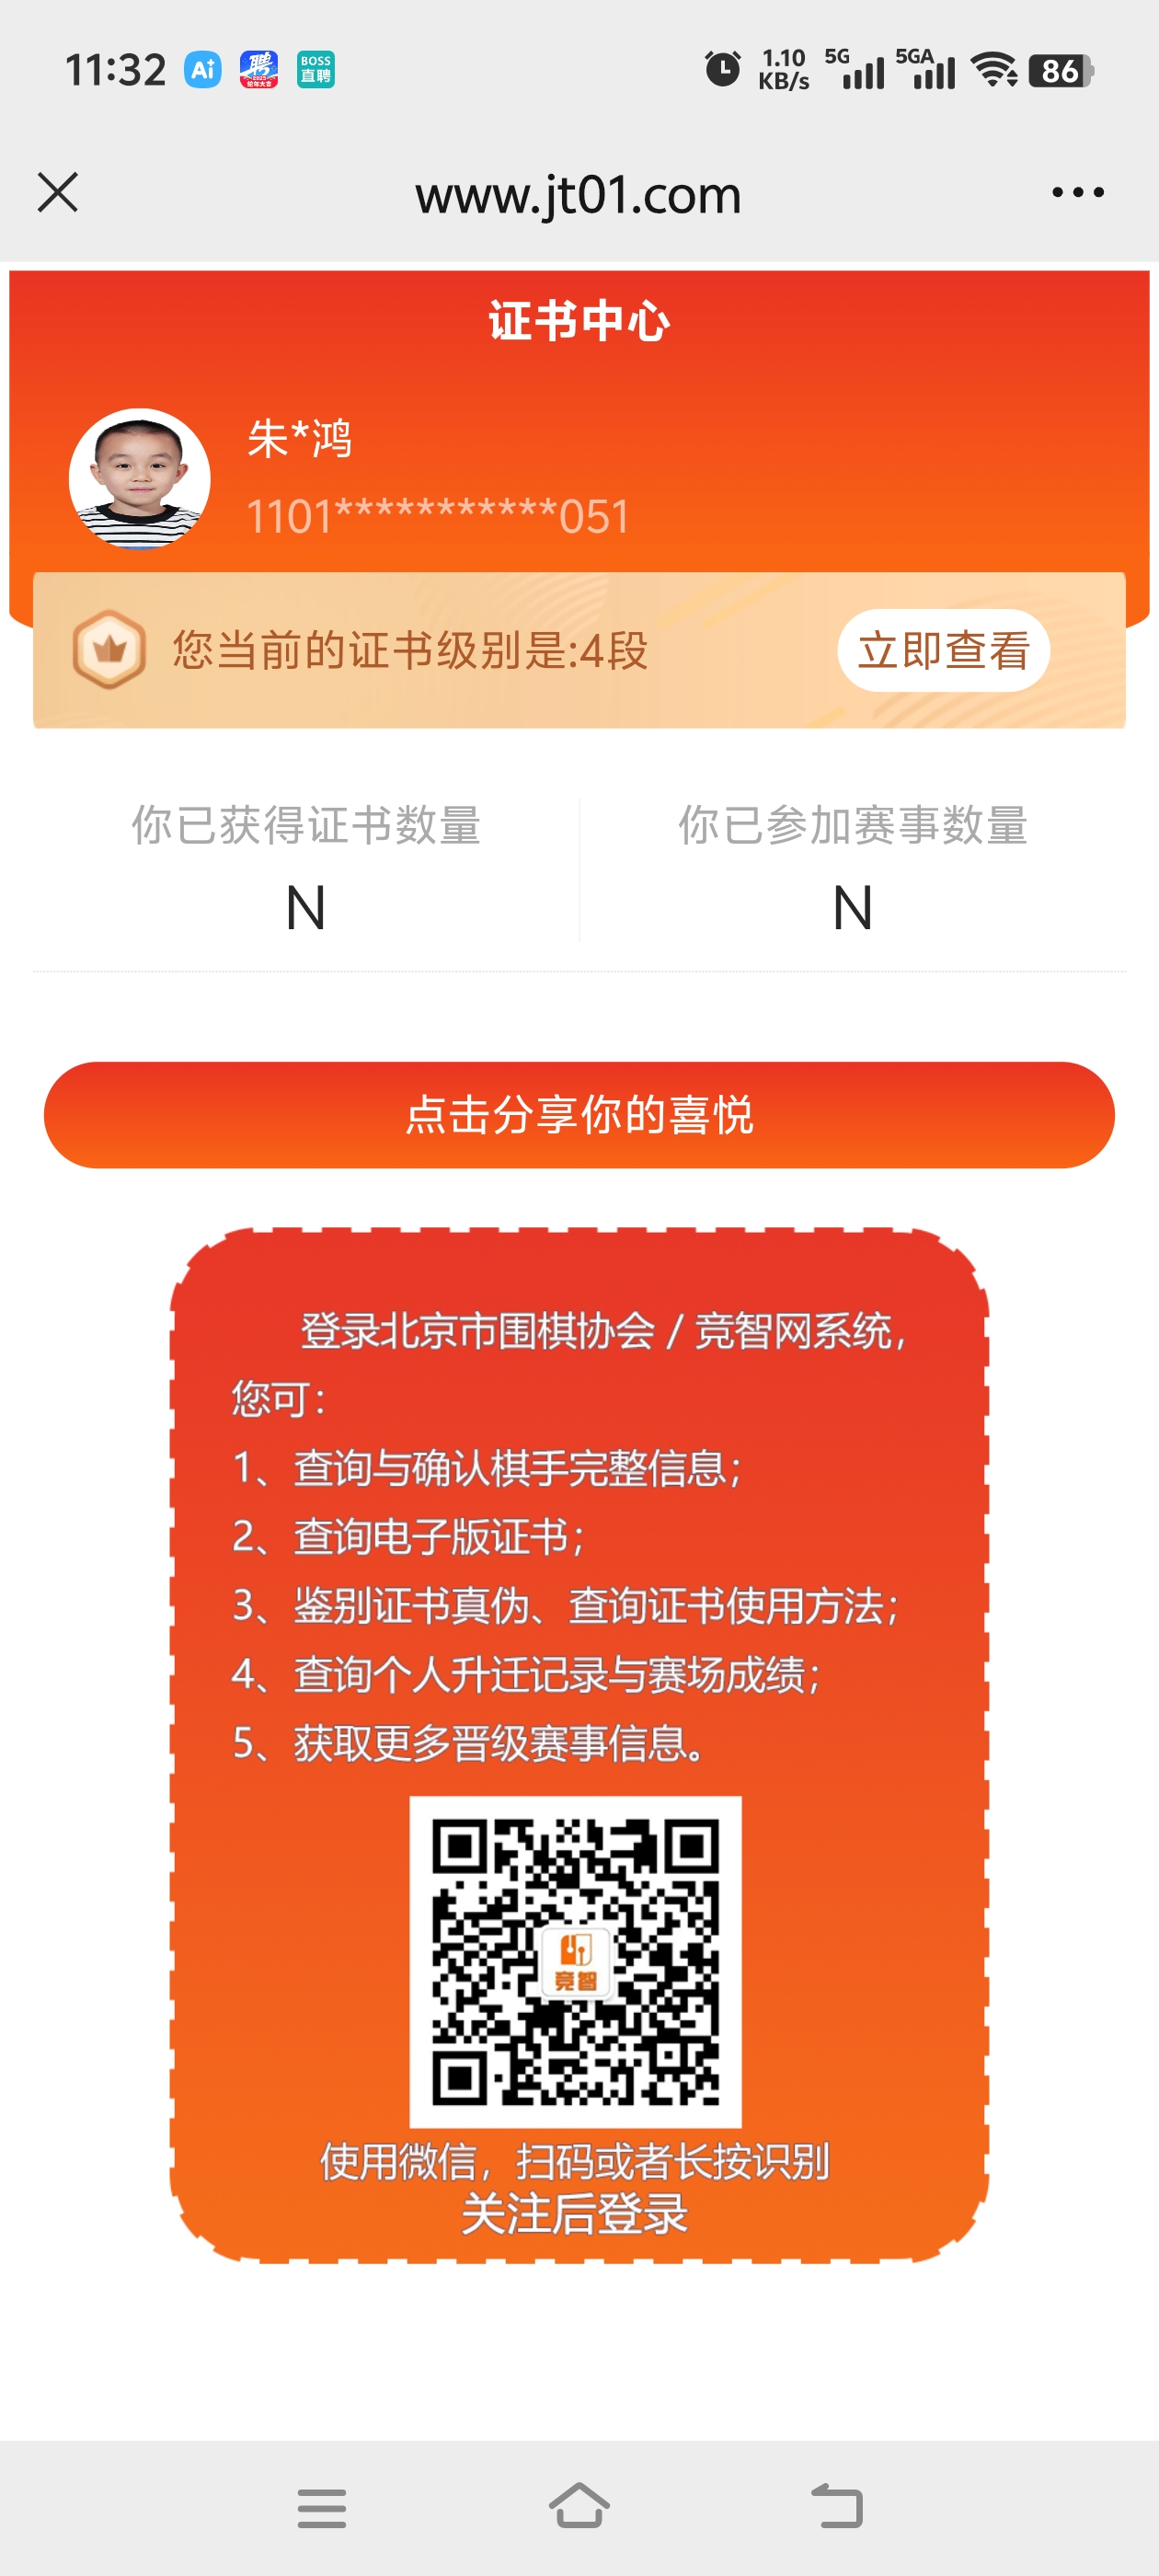 11:32
Ai+
聘
2025
蛇年大吉
BOSS
直聘
1.10
KB/s
5G
5GA
86
www.jt01.com
证书中心
朱*鸿
1101***********051
您当前的证书级别是:4段
立即查看
你已获得证书数量
你已参加赛事数量
N
N
点击分享你的喜悦
登录北京市围棋协会 / 竞智网系统，
您可：
1、查询与确认棋手完整信息；
2、查询电子版证书；
3、鉴别证书真伪、查询证书使用方法；
4、查询个人升迁记录与赛场成绩；
5、获取更多晋级赛事信息。
竞智
使用微信，扫码或者长按识别
关注后登录